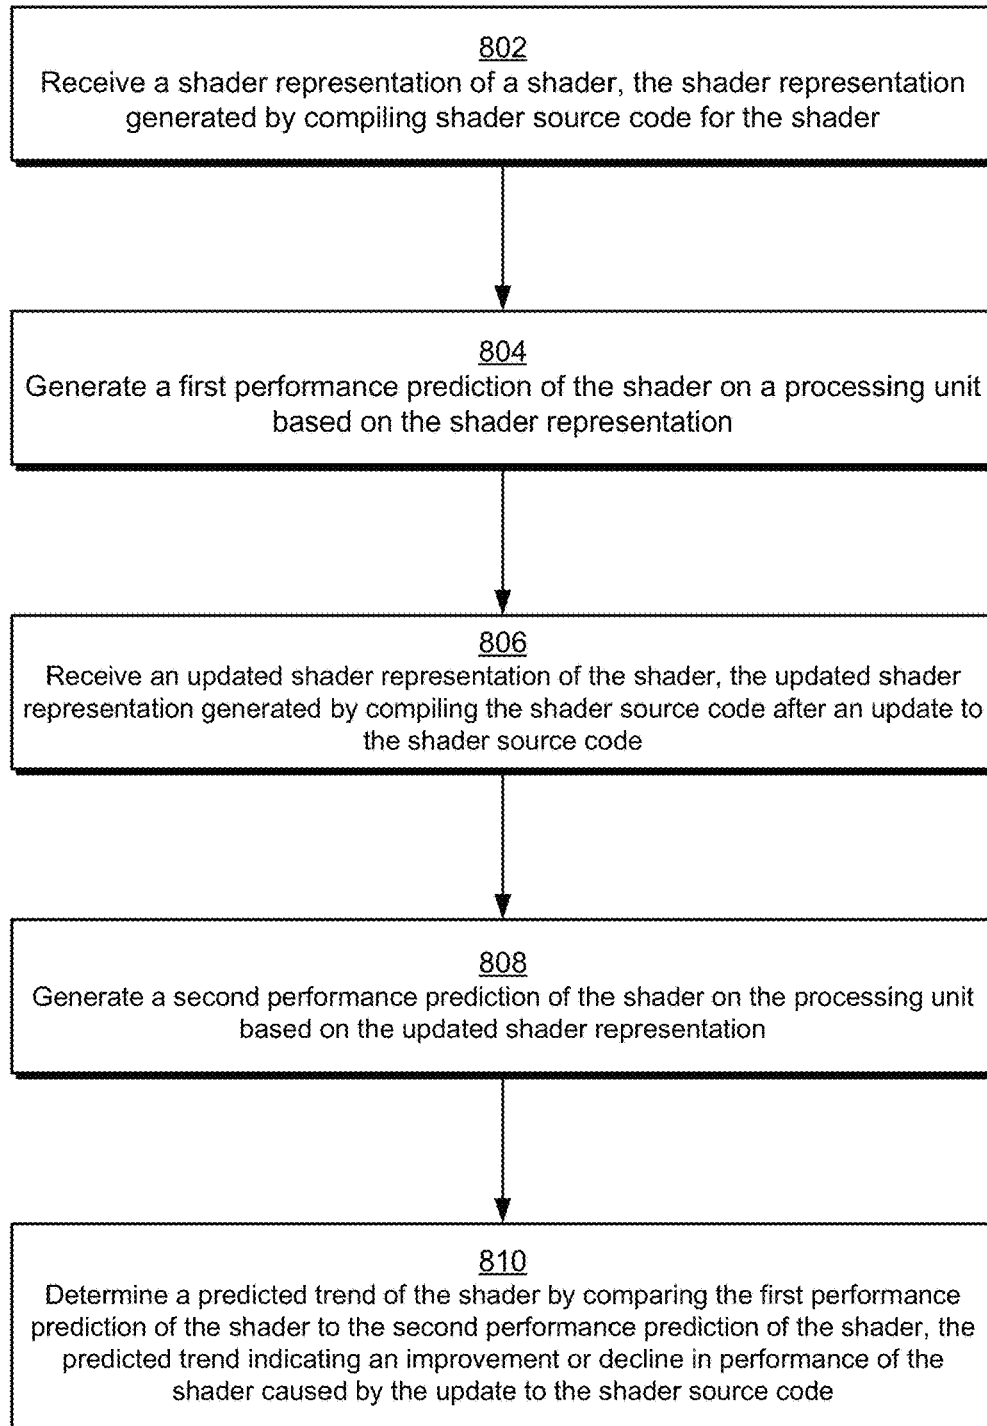 802
Receive a shader representation of a shader, the shader representation
generated by compiling shader source code for the shader
804
Generate a first performance prediction of the shader on a processing unit
based on the shader representation
806
Receive an updated shader representation of the shader, the updated shader
representation generated by compiling the shader source code after an update to
the shader source code
808
Generate a second performance prediction of the shader on the processing unit
based on the updated shader representation
810
Determine a predicted trend of the shader by comparing the first performance
prediction of the shader to the second performance prediction of the shader, the
predicted trend indicating an improvement or decline in performance of the
shader caused by the update to the shader source code